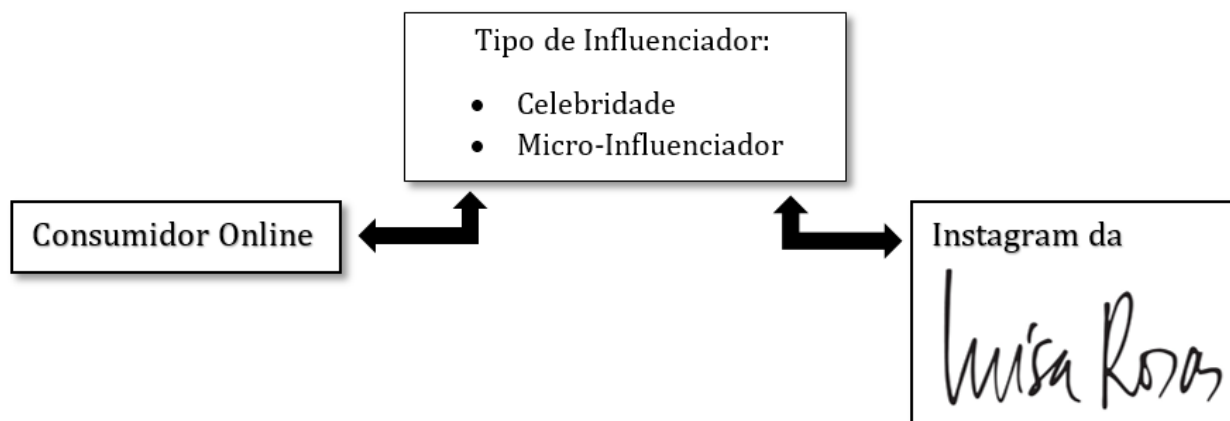 Tipo de Influenciador:
• Celebridade
• Micro-Influenciador
Consumidor Online
Instagram da
Luísa Rosas